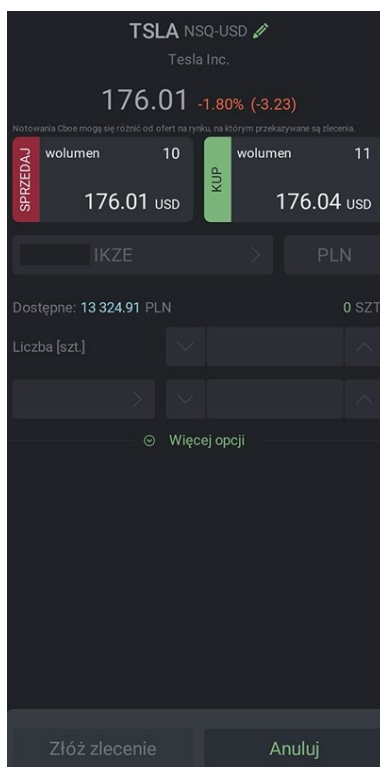 TSLA NSQ-USD
Tesla Inc.
176.01 -1.80% (-3.23)
Notowania Cboe mogą się różnić od ofert na rynku, na którym przekazywane są zlecenia.
SPRZEDAJ
wolumen 10
176.01 USD
KUP
wolumen 11
176.04 USD
IKZE
PLN
Dostępne: 13 324.91 PLN
0 SZT
Liczba [szt.]
Więcej opcji
Złóż zlecenie
Anuluj